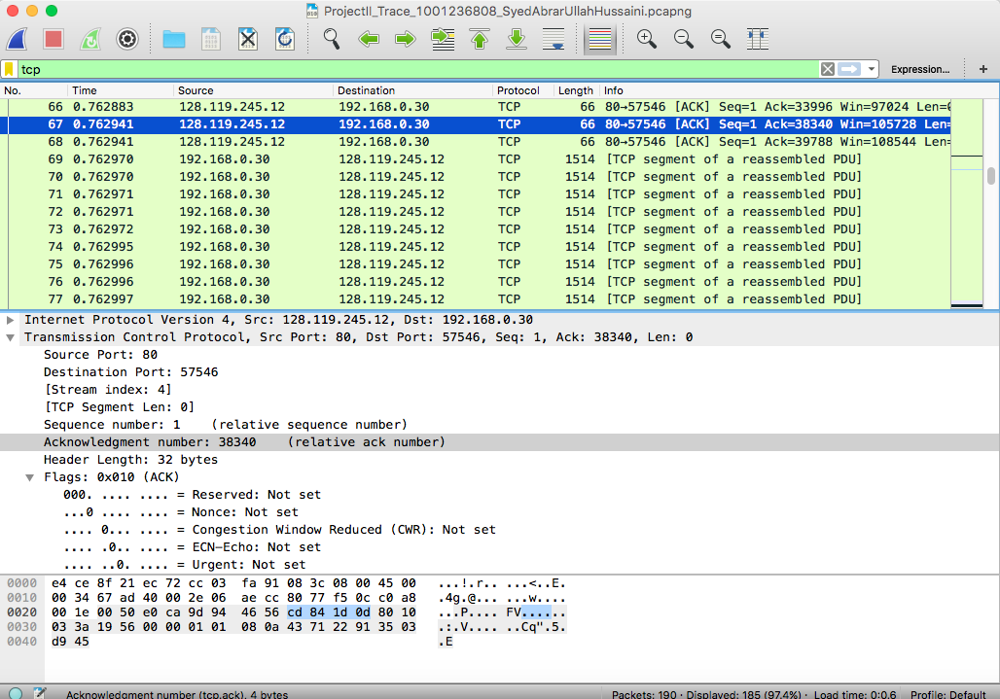 ProjectII_Trace_1001236808_SyedAbrarUllahHussaini.pcapng
tcp Expression... +
No. Time Source Destination Protocol Length Info
66 0.762883 128.119.245.12 192.168.0.30 TCP 66 80→57546 [ACK] Seq=1 Ack=33996 Win=97024 Len=
67 0.762941 128.119.245.12 192.168.0.30 TCP 66 80→57546 [ACK] Seq=1 Ack=38340 Win=105728 Len=
68 0.762941 128.119.245.12 192.168.0.30 TCP 66 80→57546 [ACK] Seq=1 Ack=39788 Win=108544 Len=
69 0.762970 192.168.0.30 128.119.245.12 TCP 1514 [TCP segment of a reassembled PDU]
70 0.762970 192.168.0.30 128.119.245.12 TCP 1514 [TCP segment of a reassembled PDU]
71 0.762971 192.168.0.30 128.119.245.12 TCP 1514 [TCP segment of a reassembled PDU]
72 0.762971 192.168.0.30 128.119.245.12 TCP 1514 [TCP segment of a reassembled PDU]
73 0.762972 192.168.0.30 128.119.245.12 TCP 1514 [TCP segment of a reassembled PDU]
74 0.762995 192.168.0.30 128.119.245.12 TCP 1514 [TCP segment of a reassembled PDU]
75 0.762996 192.168.0.30 128.119.245.12 TCP 1514 [TCP segment of a reassembled PDU]
76 0.762996 192.168.0.30 128.119.245.12 TCP 1514 [TCP segment of a reassembled PDU]
77 0.762997 192.168.0.30 128.119.245.12 TCP 1514 [TCP segment of a reassembled PDU]
Internet Protocol Version 4, Src: 128.119.245.12, Dst: 192.168.0.30
Transmission Control Protocol, Src Port: 80, Dst Port: 57546, Seq: 1, Ack: 38340, Len: 0
Source Port: 80
Destination Port: 57546
[Stream index: 4]
[TCP Segment Len: 0]
Sequence number: 1 (relative sequence number)
Acknowledgment number: 38340 (relative ack number)
Header Length: 32 bytes
Flags: 0x010 (ACK)
000. .... .... = Reserved: Not set
...0 .... .... = Nonce: Not set
.... 0... .... = Congestion Window Reduced (CWR): Not set
.... .0.. .... = ECN-Echo: Not set
.... ..0. .... = Urgent: Not set
0000 e4 ce 8f 21 ec 72 cc 03 fa 91 08 3c 08 00 45 00 ...!.r.. ...<..E.
0010 00 34 67 ad 40 00 2e 06 ae cc 80 77 f5 0c c0 a8 .4g.@... ...w....
0020 00 1e 00 50 e0 ca 9d 94 46 56 cd 84 1d 0d 80 10 ...P.... FV......
0030 03 3a 19 56 00 00 01 01 08 0a 43 71 22 91 35 03 .:.V.... ..Cq".5.
0040 d9 45 .E
Acknowledgment number (tcp.ack), 4 bytes Packets: 190 · Displayed: 185 (97.4%) · Load time: 0:0.6 Profile: Default